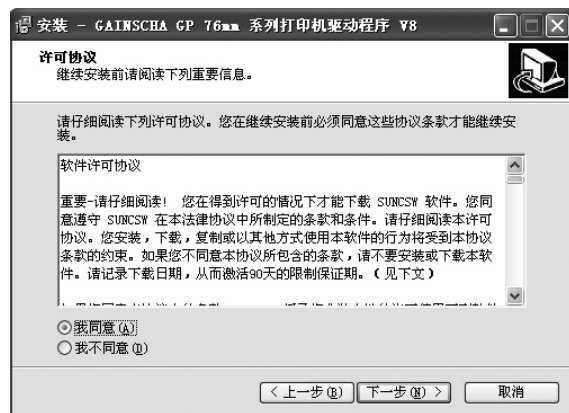 安装 - GAINSCHA GP 76mm 系列打印机驱动程序 V8
许可协议
继续安装前请阅读下列重要信息。
请仔细阅读下列许可协议。您在继续安装前必须同意这些协议条款才能继续安
装。
软件许可协议
重要-请仔细阅读! 您在得到许可的情况下才能下载 SUNCSW 软件。您同
意遵守 SUNCSW 在本法律协议中所制定的条款和条件。请仔细阅读本许可
协议。您安装，下载，复制或以其他方式使用本软件的行为将受到本协议
条款的约束。如果您不同意本协议所包含的条款，请不要安装或下载本软
件。请记录下载日期，从而激活90天的限制保证期。（见下文）
我同意(A)
我不同意(D)
< 上一步(B)
下一步(N) >
取消